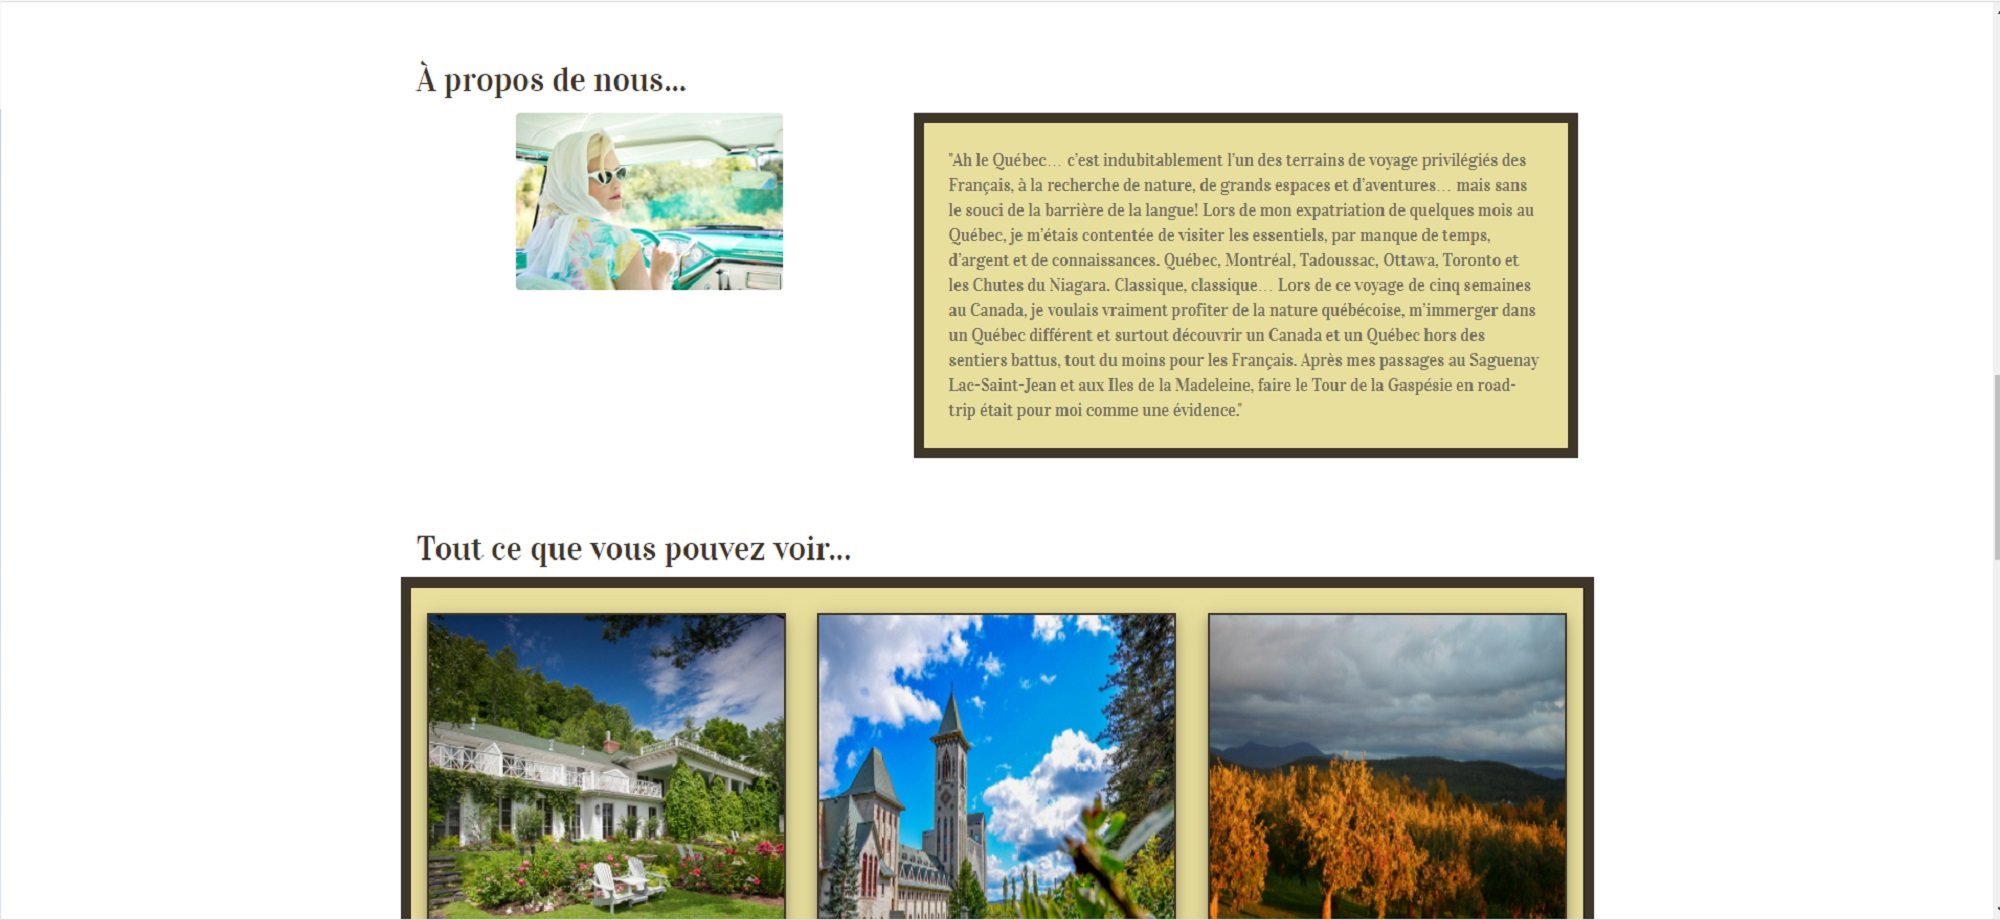 À propos de nous...
"Ah le Québec… c'est indubitablement l'un des terrains de voyage privilégiés des
Français, à la recherche de nature, de grands espaces et d'aventures… mais sans
le souci de la barrière de la langue! Lors de mon expatriation de quelques mois au
Québec, je m'étais contentée de visiter les essentiels, par manque de temps,
d'argent et de connaissances. Québec, Montréal, Tadoussac, Ottawa, Toronto et
les Chutes du Niagara. Classique, classique… Lors de ce voyage de cinq semaines
au Canada, je voulais vraiment profiter de la nature québécoise, m'immerger dans
un Québec différent et surtout découvrir un Canada et un Québec hors des
sentiers battus, tout du moins pour les Français. Après mes passages au Saguenay
Lac-Saint-Jean et aux Iles de la Madeleine, faire le Tour de la Gaspésie en road-
trip était pour moi comme une évidence."
Tout ce que vous pouvez voir...